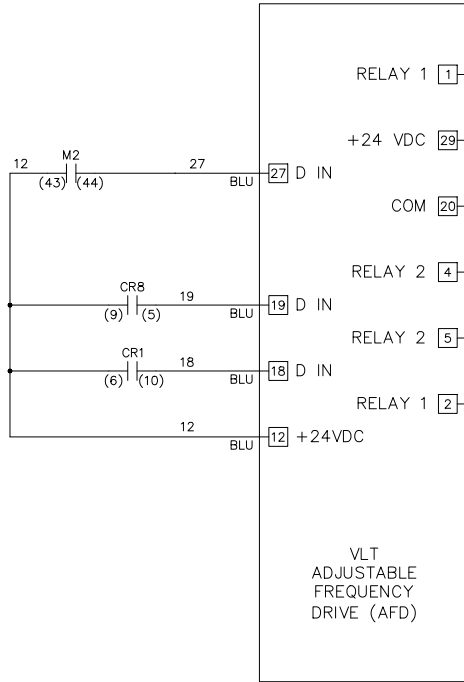 RELAY 1 1
+24 VDC 29
12 M2 27
(43) (44) BLU 27 D IN
COM 20
RELAY 2 4
CR8 19
(9) (5) BLU 19 D IN
RELAY 2 5
CR1 18
(6) (10) BLU 18 D IN
RELAY 1 2
12
BLU 12 +24VDC
VLT
ADJUSTABLE
FREQUENCY
DRIVE (AFD)